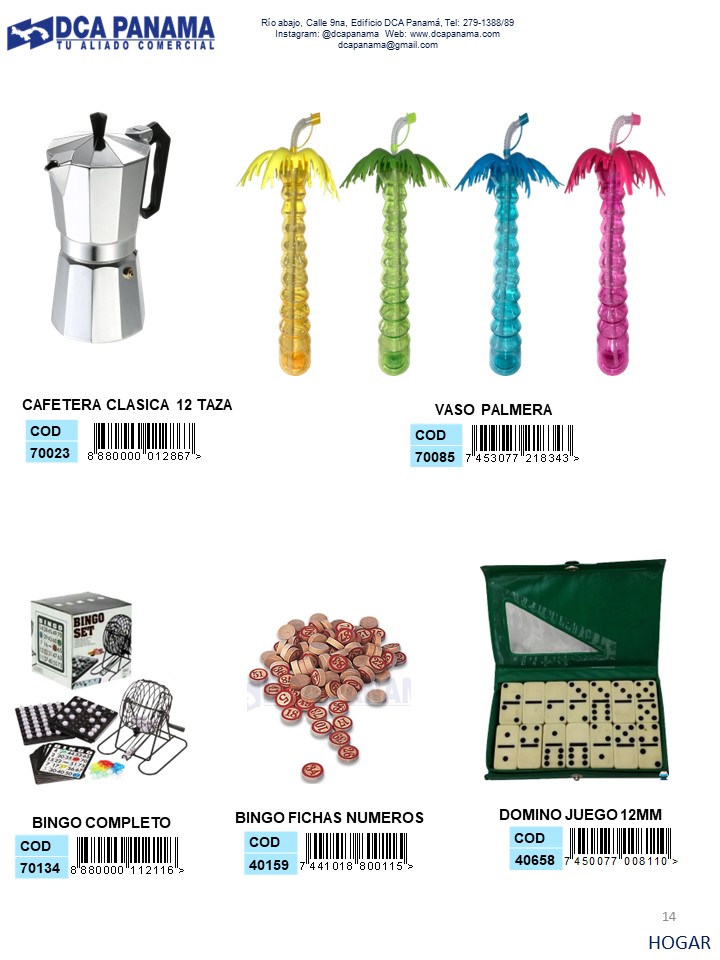 DCA PANAMA
TU ALIADO COMERCIAL
Río abajo, Calle 9na, Edificio DCA Panamá, Tel: 279-1388/89
Instagram: @dcapanama Web: www.dcapanama.com
dcapanama@gmail.com
CAFETERA CLASICA 12 TAZA
COD
70023
8 880000 012867 >
VASO PALMERA
COD
70085
7 453077 218343 >
BINGO
SET
BINGO COMPLETO
COD
70134
8 880000 112116 >
BINGO FICHAS NUMEROS
COD
40159
7 441018 800115 >
DOMINO JUEGO 12MM
COD
40658
7 450077 008110 >
14
HOGAR